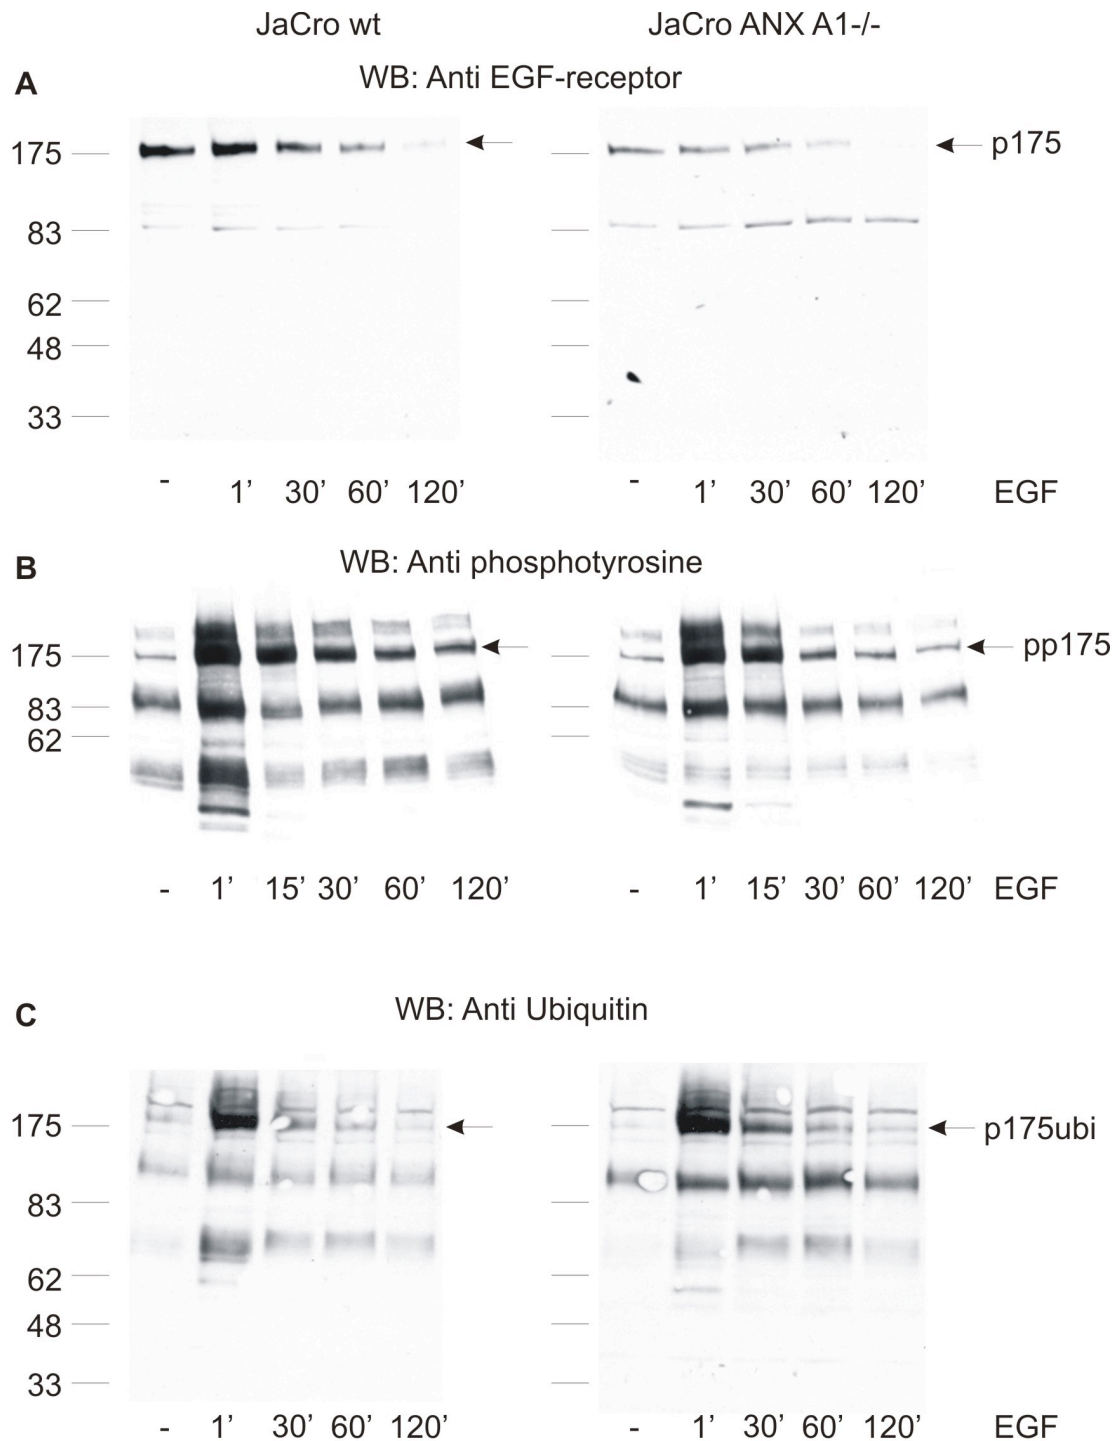 JaCro wt JaCro ANX A1-/-
A WB: Anti EGF-receptor
175 p175
83
62
48
33
- 1’ 30’ 60’ 120’ - 1’ 30’ 60’ 120’ EGF
B WB: Anti phosphotyrosine
175 pp175
83
62
- 1’ 15’ 30’ 60’ 120’ - 1’ 15’ 30’ 60’ 120’ EGF
C WB: Anti Ubiquitin
175 p175ubi
83
62
48
33
- 1’ 30’ 60’ 120’ - 1’ 30’ 60’ 120’ EGF